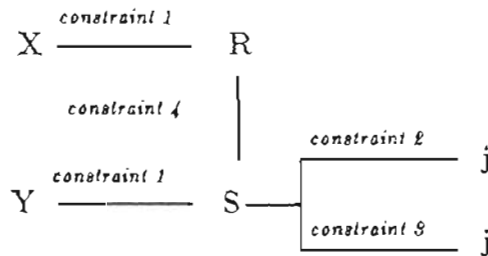 constraint 1
X R
constraint 4
constraint 2
j
constraint 1
Y S
constraint 3
j